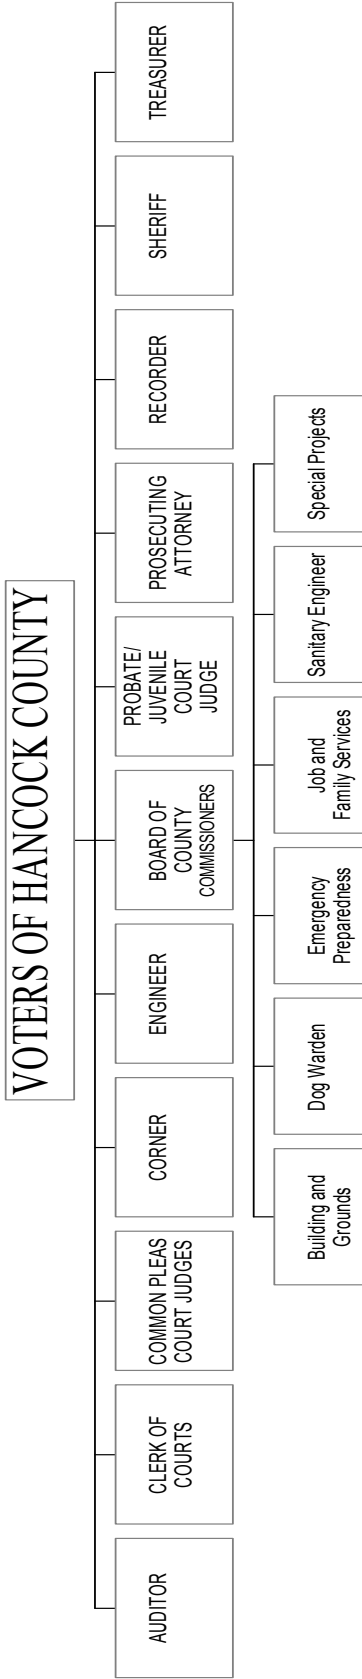 VOTERS OF HANCOCK COUNTY
AUDITOR
CLERK OF
COURTS
COMMON PLEAS
COURT JUDGES
CORNER
ENGINEER
BOARD OF
COUNTY
COMMISSIONERS
PROBATE/
JUVENILE
COURT
JUDGE
PROSECUTING
ATTORNEY
RECORDER
SHERIFF
TREASURER
Building and
Grounds
Dog Warden
Emergency
Preparedness
Job and
Family Services
Sanitary Engineer
Special Projects